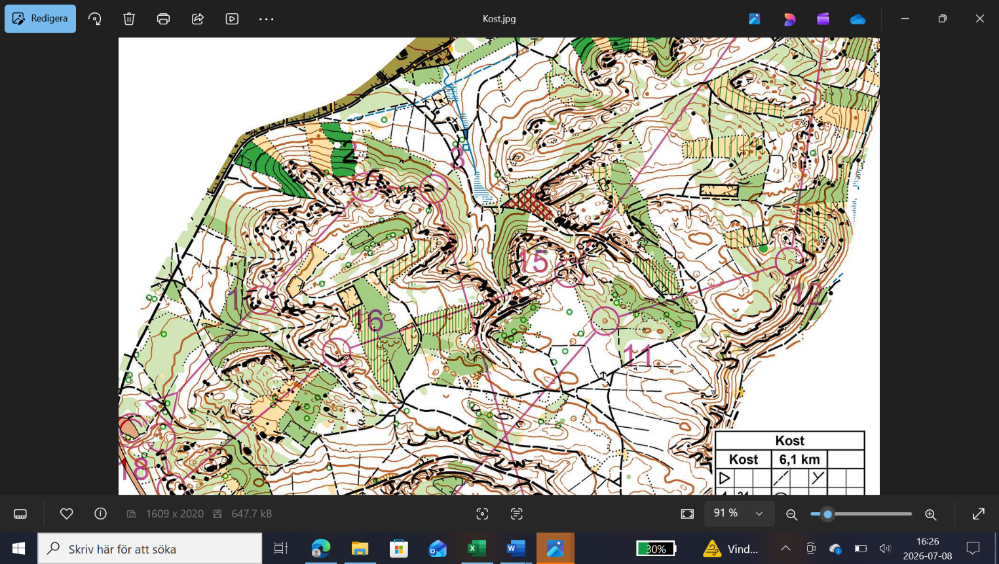 Redigera
Kost.jpg
2
3
15
17
16
12
11
18
Kost
Kost 6,1 km
1609 x 2020
647.7 kB
91 %
Skriv här för att söka
30%
Vind...
16:26
2026-07-08